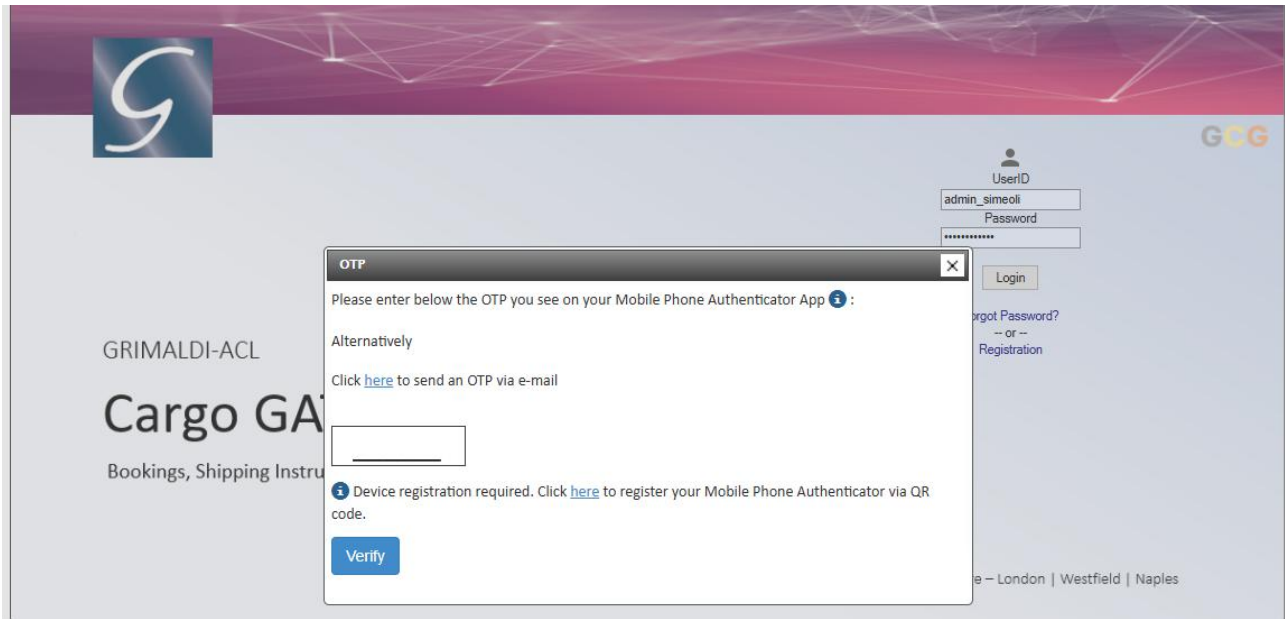 G
GCG
UserID
admin_simeoli
Password
••••••••••••
Login
Forgot Password?
-- or --
Registration
OTP
Please enter below the OTP you see on your Mobile Phone Authenticator App i :
Alternatively
Click here to send an OTP via e-mail
i Device registration required. Click here to register your Mobile Phone Authenticator via QR
code.
Verify
GRIMALDI-ACL
Cargo GA
Bookings, Shipping Instru
– London | Westfield | Naples